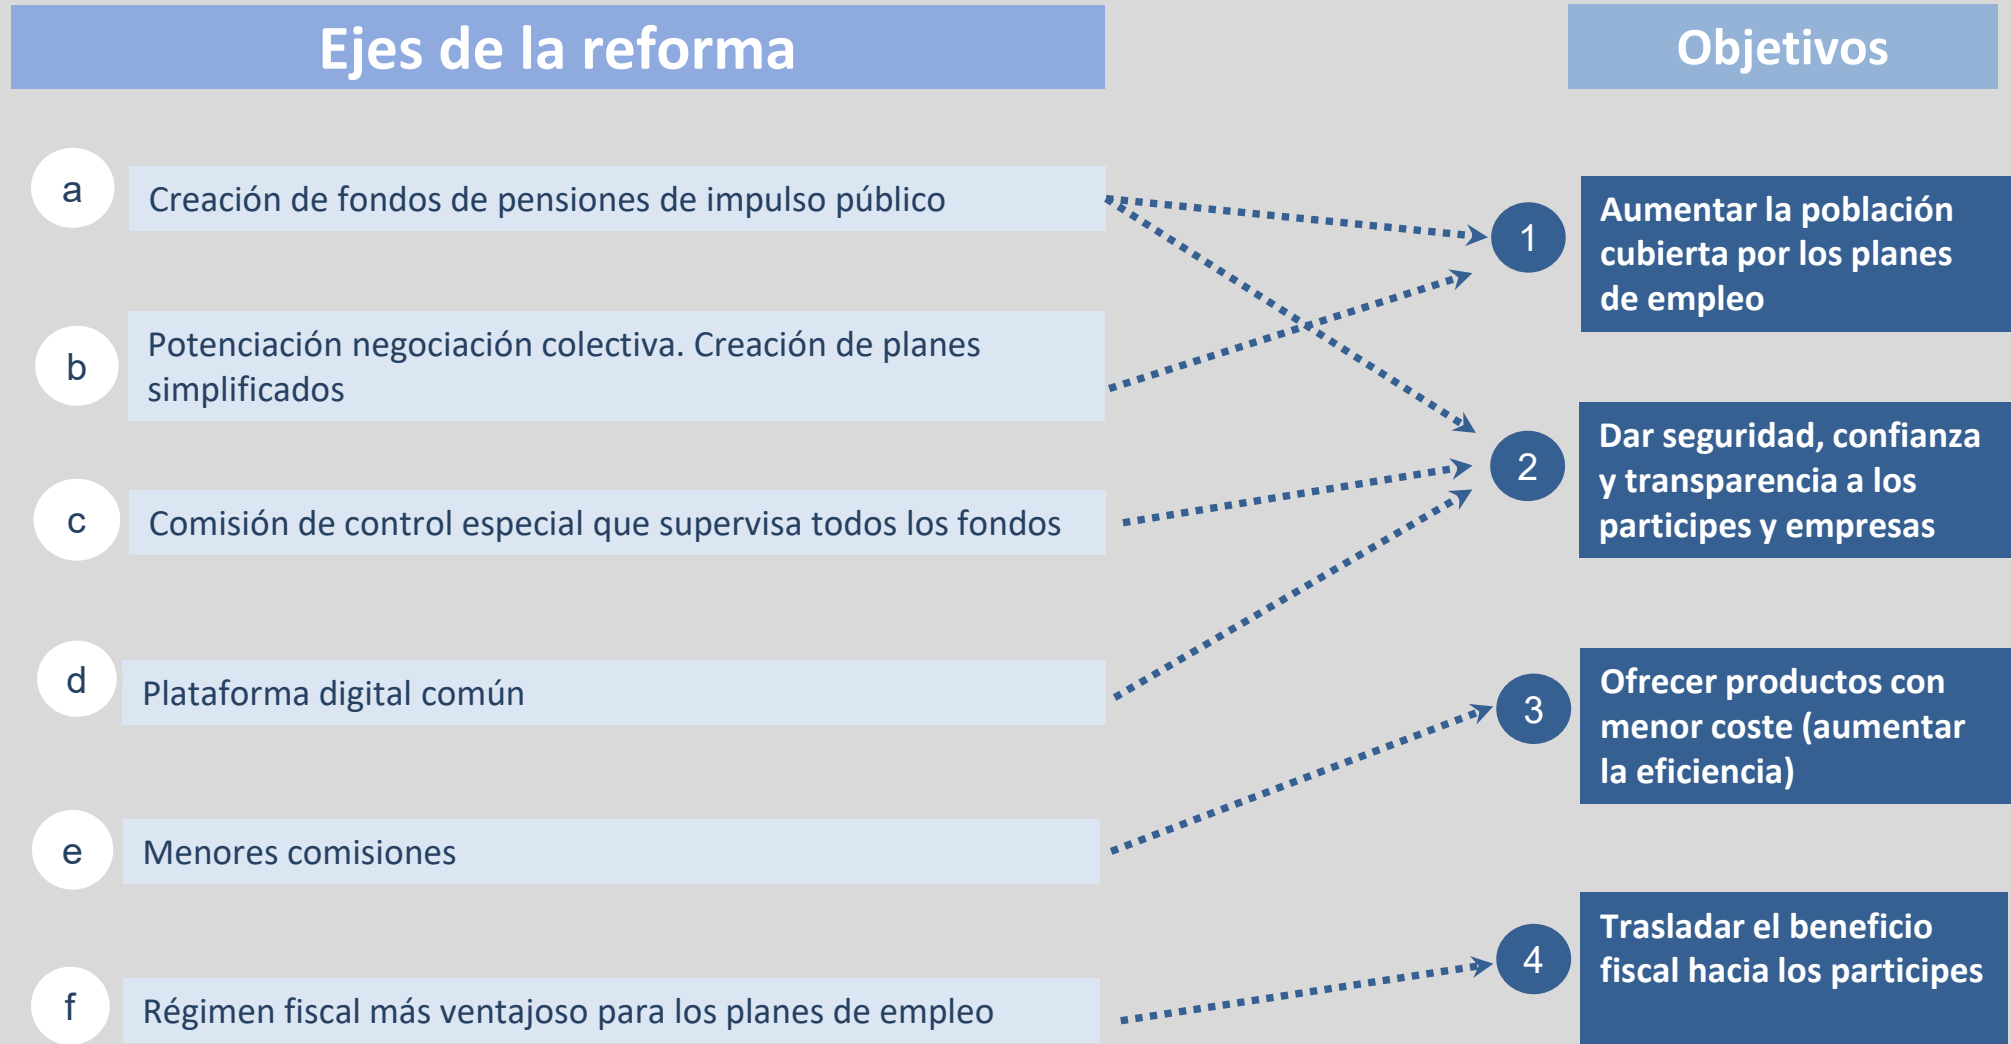 Ejes de la reforma
Objetivos
a
Creación de fondos de pensiones de impulso público
b
Potenciación negociación colectiva. Creación de planes
simplificados
c
Comisión de control especial que supervisa todos los fondos
d
Plataforma digital común
e
Menores comisiones
f
Régimen fiscal más ventajoso para los planes de empleo
1
Aumentar la población
cubierta por los planes
de empleo
2
Dar seguridad, confianza
y transparencia a los
participes y empresas
3
Ofrecer productos con
menor coste (aumentar
la eficiencia)
4
Trasladar el beneficio
fiscal hacia los participes